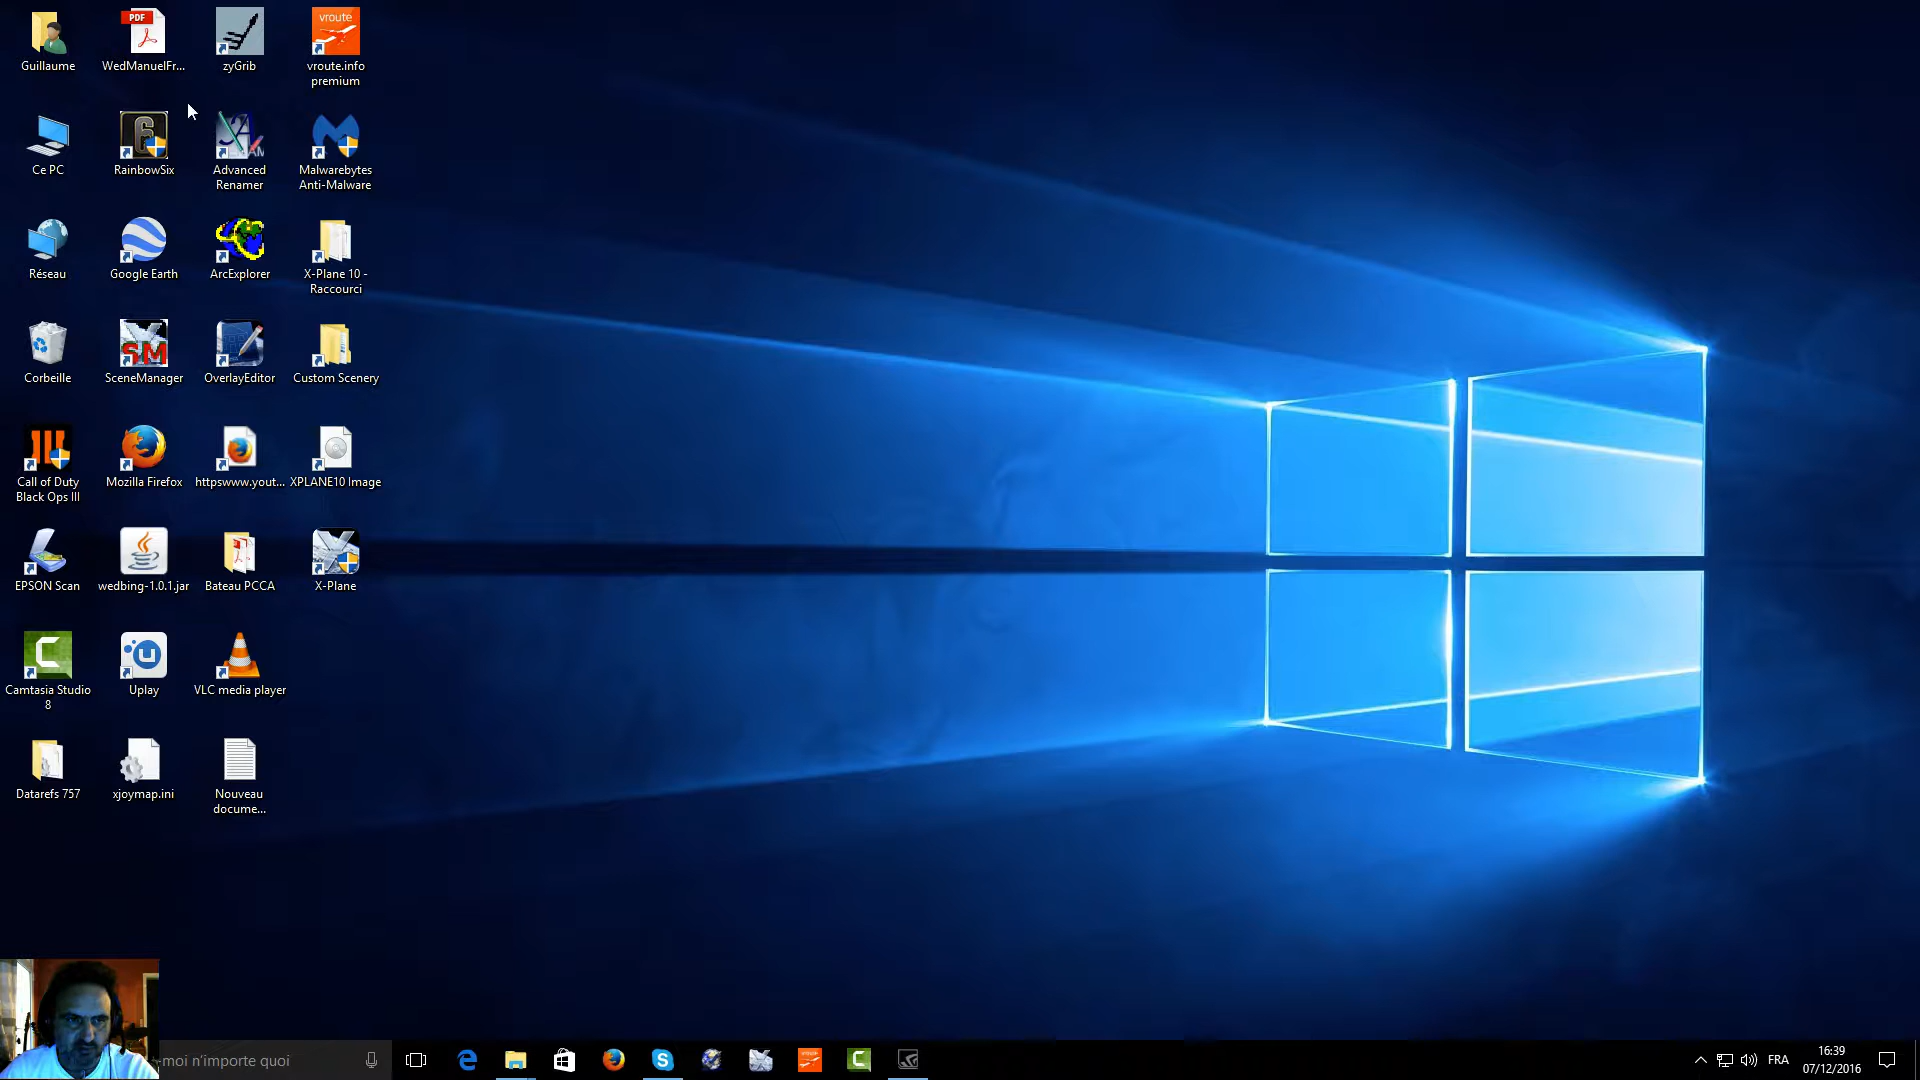 Guillaume
PDF
WedManuelFr...
zyGrib
vroute
vroute.info
premium
Ce PC
RainbowSix
Advanced
Renamer
Malwarebytes
Anti-Malware
Réseau
Google Earth
ArcExplorer
X-Plane 10 -
Raccourci
Corbeille
SM
SceneManager
OverlayEditor
Custom Scenery
Call of Duty
Black Ops III
Mozilla Firefox
httpswww.yout...
XPLANE10 Image
EPSON Scan
wedbing-1.0.1.jar
Bateau PCCA
X-Plane
Camtasia Studio
8
Uplay
VLC media player
Datarefs 757
xjoymap.ini
Nouveau
docume...
-moi n'importe quoi
FRA
16:39
07/12/2016